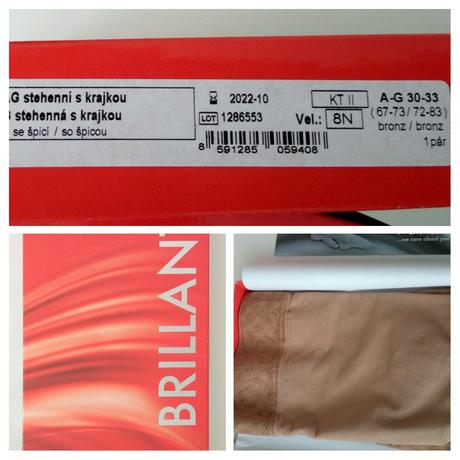 .G stehenní s krajkou
stehenná s krajkou
se špicí / so špicou
2022-10
LOT 1286553
8 591285 059408
KT II
Vel.: 8N
A-G 30-33
(67-73/ 72-83)
bronz / bronz
1 pár
BRILLAN
...we care about you